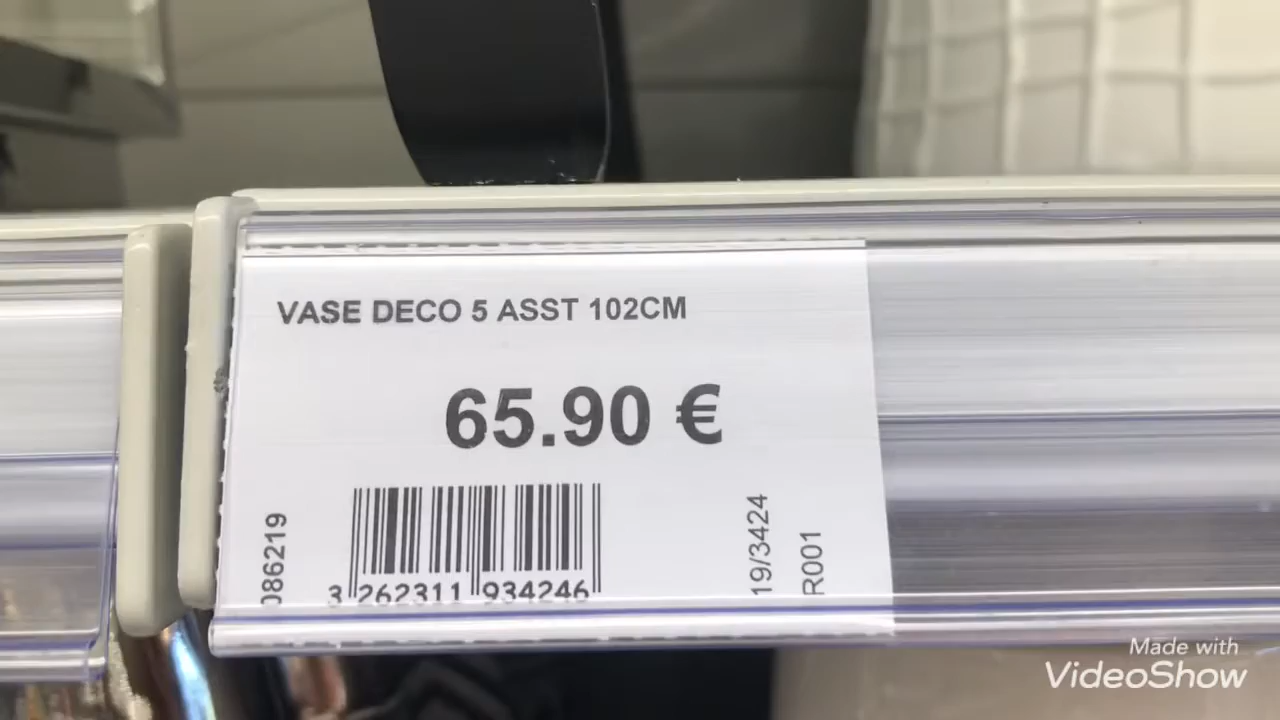 VASE DECO 5 ASST 102CM
65.90 €
086219
3 262311 934246
19/3424
R001
Made with
VideoShow